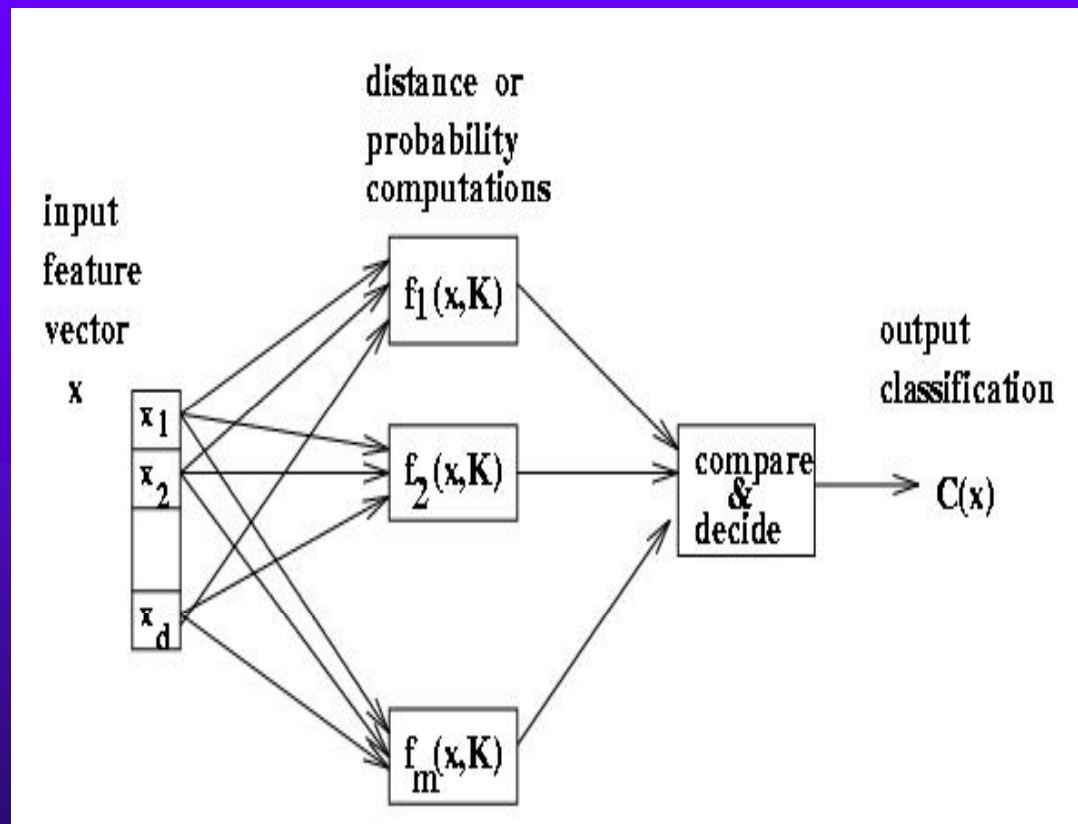 distance or
probability
computations
input
feature
vector
x
x1
x2
xd
f1(x,K)
f2(x,K)
fm(x,K)
compare
&
decide
output
classification
C(x)